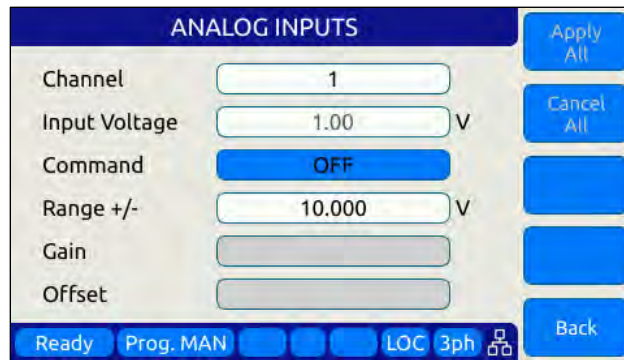 ANALOG INPUTS
Apply
All
Channel 1
Cancel
All
Input Voltage 1.00 V
Command OFF
Range +/- 10.000 V
Gain
Offset
Back
Ready Prog. MAN LOC 3ph